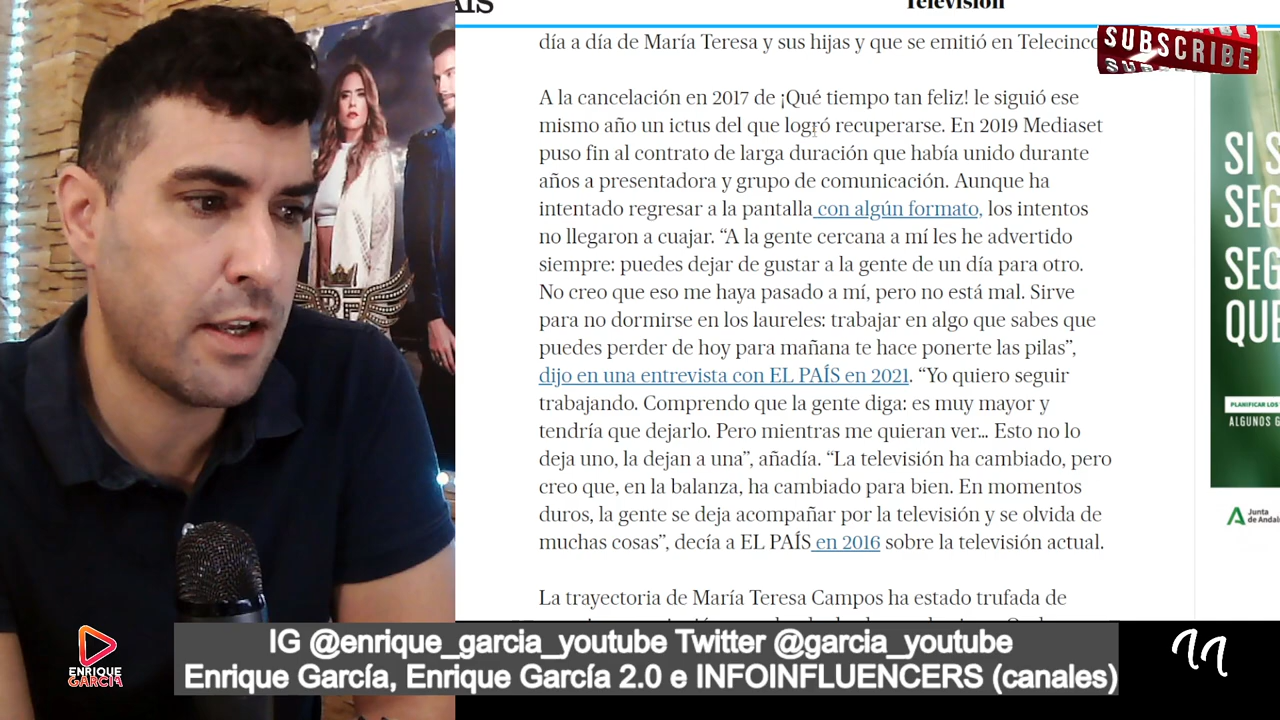 AÍS
Televisión
día a día de María Teresa y sus hijas y que se emitió en Telecinco
SUBSCRIBE
A la cancelación en 2017 de ¡Qué tiempo tan feliz! le siguió ese
mismo año un ictus del que logró recuperarse. En 2019 Mediaset
puso fin al contrato de larga duración que había unido durante
años a presentadora y grupo de comunicación. Aunque ha
intentado regresar a la pantalla con algún formato, los intentos
no llegaron a cuajar. “A la gente cercana a mí les he advertido
siempre: puedes dejar de gustar a la gente de un día para otro.
No creo que eso me haya pasado a mí, pero no está mal. Sirve
para no dormirse en los laureles: trabajar en algo que sabes que
puedes perder de hoy para mañana te hace ponerte las pilas”,
dijo en una entrevista con EL PAÍS en 2021. “Yo quiero seguir
trabajando. Comprendo que la gente diga: es muy mayor y
tendría que dejarlo. Pero mientras me quieran ver... Esto no lo
deja uno, la dejan a una”, añadía. “La televisión ha cambiado, pero
creo que, en la balanza, ha cambiado para bien. En momentos
duros, la gente se deja acompañar por la televisión y se olvida de
muchas cosas”, decía a EL PAÍS en 2016 sobre la televisión actual.
La trayectoria de María Teresa Campos ha estado trufada de
SI S
SEG
SEG
QUE
PLANIFICAR LOS
ALGUNOS G
Junta
de Andal
ENRIQUE
GARCÍA
IG @enrique_garcia_youtube Twitter @garcia_youtube
Enrique García, Enrique García 2.0 e INFOINFLUENCERS (canales)